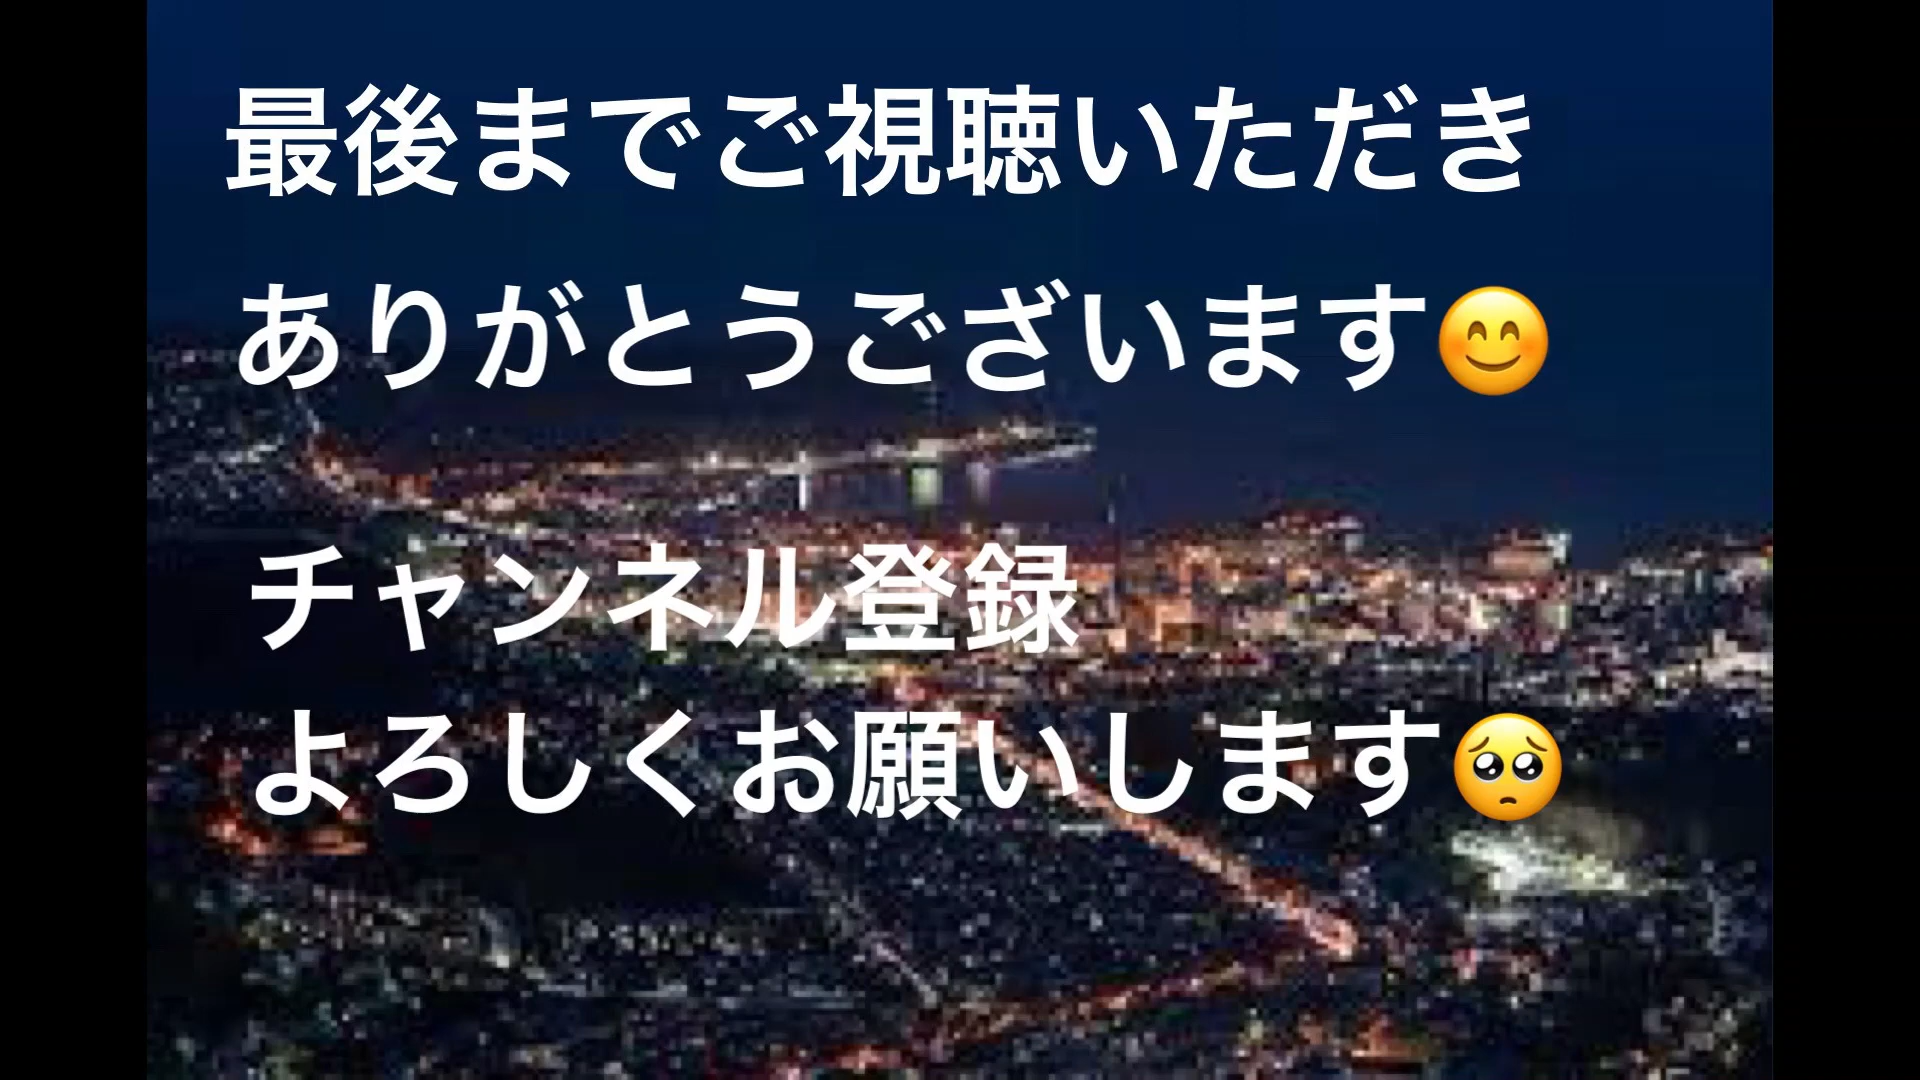 最後までご視聴いただき
ありがとうございます😊
チャンネル登録
よろしくお願いします🥺